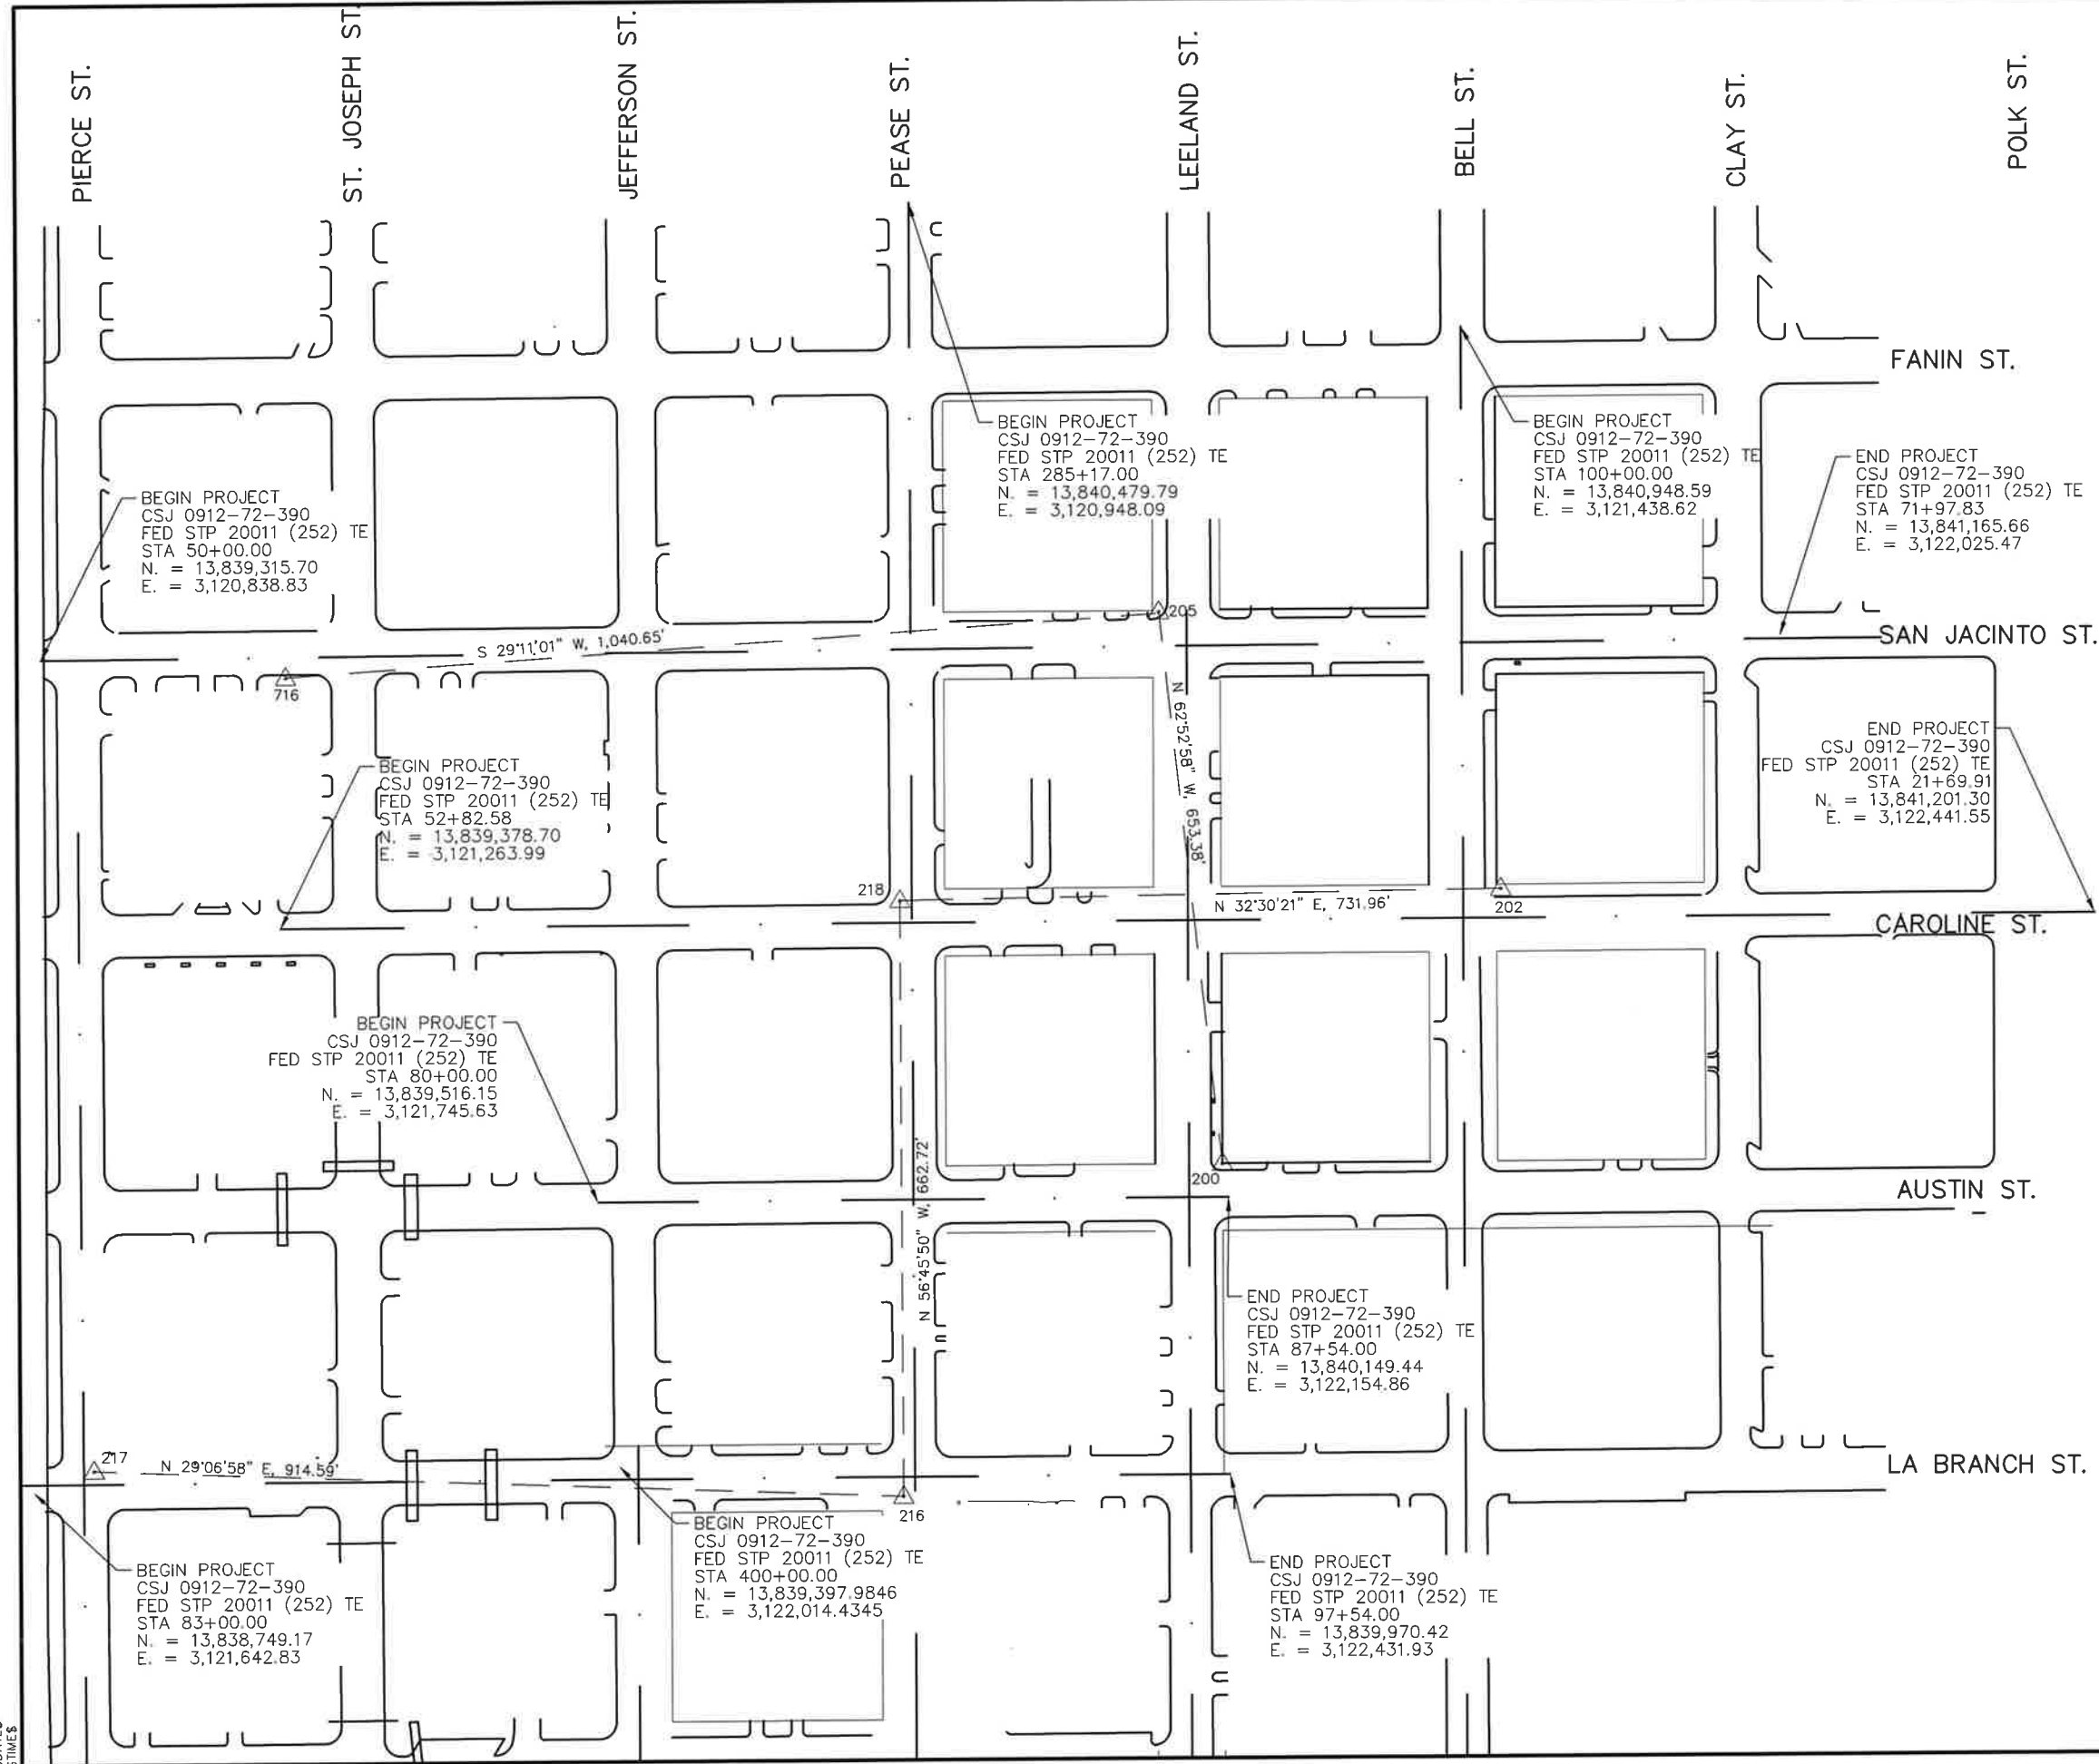 PIERCE ST.
ST. JOSEPH ST.
JEFFERSON ST.
PEASE ST.
LEELAND ST.
BELL ST.
CLAY ST.
POLK ST.
FANIN ST.
BEGIN PROJECT
CSJ 0912-72-390
FED STP 20011 (252) TE
STA 285+17.00
N. = 13,840,479.79
E. = 3,120,948.09
BEGIN PROJECT
CSJ 0912-72-390
FED STP 20011 (252) TE
STA 100+00.00
N. = 13,840,948.59
E. = 3,121,438.62
END PROJECT
CSJ 0912-72-390
FED STP 20011 (252) TE
STA 71+97.83
N. = 13,841,165.66
E. = 3,122,025.47
BEGIN PROJECT
CSJ 0912-72-390
FED STP 20011 (252) TE
STA 50+00.00
N. = 13,839,315.70
E. = 3,120,838.83
205
SAN JACINTO ST.
S 29°11'01" W, 1,040.65'
716
N 62°52'58" W, 653.38'
END PROJECT
CSJ 0912-72-390
FED STP 20011 (252) TE
STA 21+69.91
N. = 13,841,201.30
E. = 3,122,441.55
BEGIN PROJECT
CSJ 0912-72-390
FED STP 20011 (252) TE
STA 52+82.58
N. = 13,839,378.70
E. = 3,121,263.99
218
N 32°30'21" E, 731.96'
202
CAROLINE ST.
BEGIN PROJECT
CSJ 0912-72-390
FED STP 20011 (252) TE
STA 80+00.00
N. = 13,839,516.15
E. = 3,121,745.63
N 56°45'50" W, 662.72'
200
AUSTIN ST.
END PROJECT
CSJ 0912-72-390
FED STP 20011 (252) TE
STA 87+54.00
N. = 13,840,149.44
E. = 3,122,154.86
217
N 29°06'58" E, 914.59'
LA BRANCH ST.
216
BEGIN PROJECT
CSJ 0912-72-390
FED STP 20011 (252) TE
STA 400+00.00
N. = 13,839,397.9846
E. = 3,122,014.4345
BEGIN PROJECT
CSJ 0912-72-390
FED STP 20011 (252) TE
STA 83+00.00
N. = 13,838,749.17
E. = 3,121,642.83
END PROJECT
CSJ 0912-72-390
FED STP 20011 (252) TE
STA 97+54.00
N. = 13,839,970.42
E. = 3,122,431.93